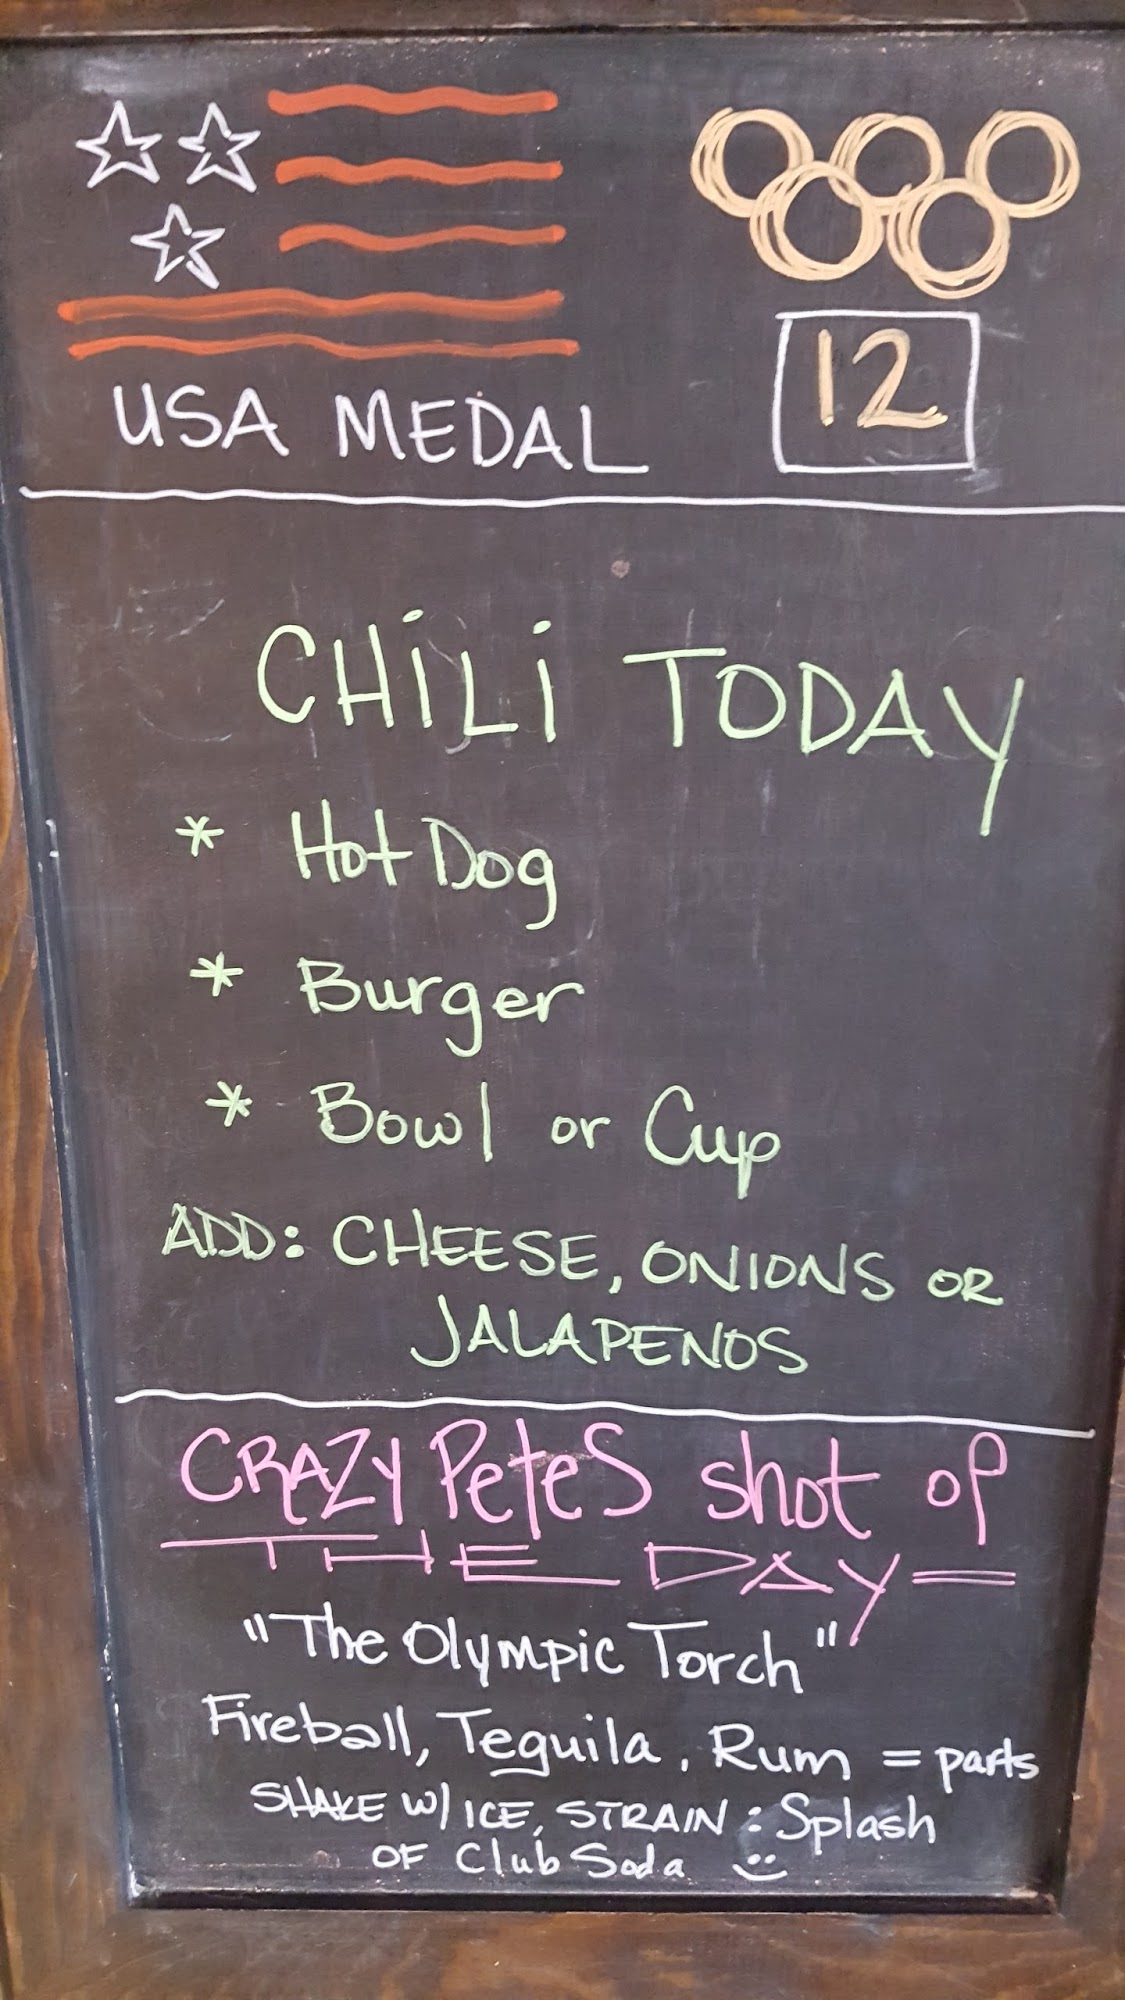 12
USA MEDAL
CHiLi TODAY
* Hot Dog
* Burger
* Bowl or Cup
ADD: CHEESE, ONIONS OR
JALAPENOS
CRAZY PeteS shot of
THE DAY
"The Olympic Torch"
Fireball, Tequila, Rum = parts
SHAKE W/ ICE, STRAIN: Splash
OF Club Soda